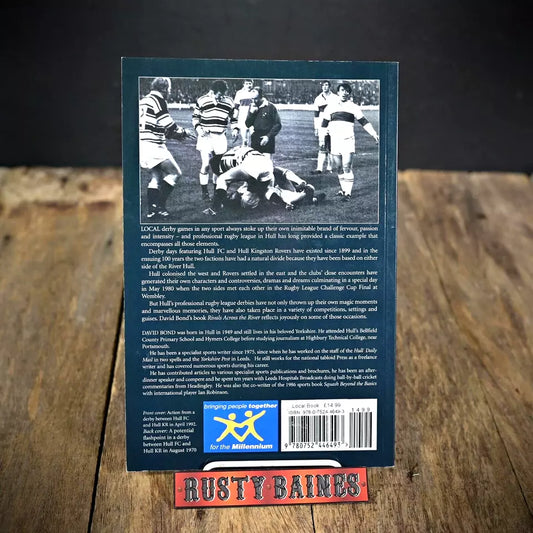 LOCAL derby games in any sport always stoke up their own inimitable brand of fervour, passion
and intensity – and professional rugby league in Hull has long provided a classic example that
encompasses all those elements.
Derby days featuring Hull FC and Hull Kingston Rovers have existed since 1899 and in the
ensuing 100 years the two factions have had a natural divide because they have been based on either
side of the River Hull.
Hull colonised the west and Rovers settled in the east and the clubs' close encounters have
generated their own characters and controversies, dramas and dreams culminating in a special day
in May 1980 when the two sides met each other in the Rugby League Challenge Cup Final at
Wembley.
But Hull's professional rugby league derbies have not only thrown up their own magic moments
and marvellous memories, they have also taken place in a variety of competitions, settings and
guises. David Bond's book Rivals Across the River reflects joyously on some of those occasions.
DAVID BOND was born in Hull in 1949 and still lives in his beloved Yorkshire. He attended Hull's Bellfield
County Primary School and Hymers College before studying journalism at Highbury Technical College, near
Portsmouth.
He has been a specialist sports writer since 1975, since when he has worked on the staff of the Hull Daily
Mail in two spells and the Yorkshire Post in Leeds. He still works for the national tabloid Press as a freelance
writer and has covered numerous sports during his career.
He has contributed articles to various specialist sports publications and brochures, he has been an after-
dinner speaker and compere and he spent ten years with Leeds Hospitals Broadcasting doing ball-by-ball cricket
commentaries from Headingley. He was also the co-writer of the 1986 sports book Squash Beyond the Basics
with international player Ian Robinson.
Front cover: Action from a
derby between Hull FC
and Hull KR in April 1992.
Back cover: A potential
flashpoint in a derby
between Hull FC and
Hull KR in August 1970
bringing people together
for the Millennium
Local Book £14.99
ISBN 978-0-7524-4649-3
1 4 9 9
9 780752 446493 >
RUSTY BAINES